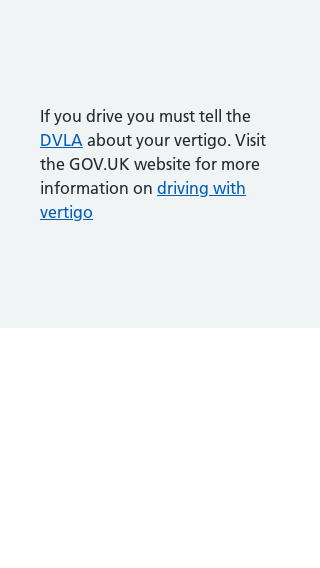 If you drive you must tell the
DVLA about your vertigo. Visit
the GOV.UK website for more
information on driving with
vertigo